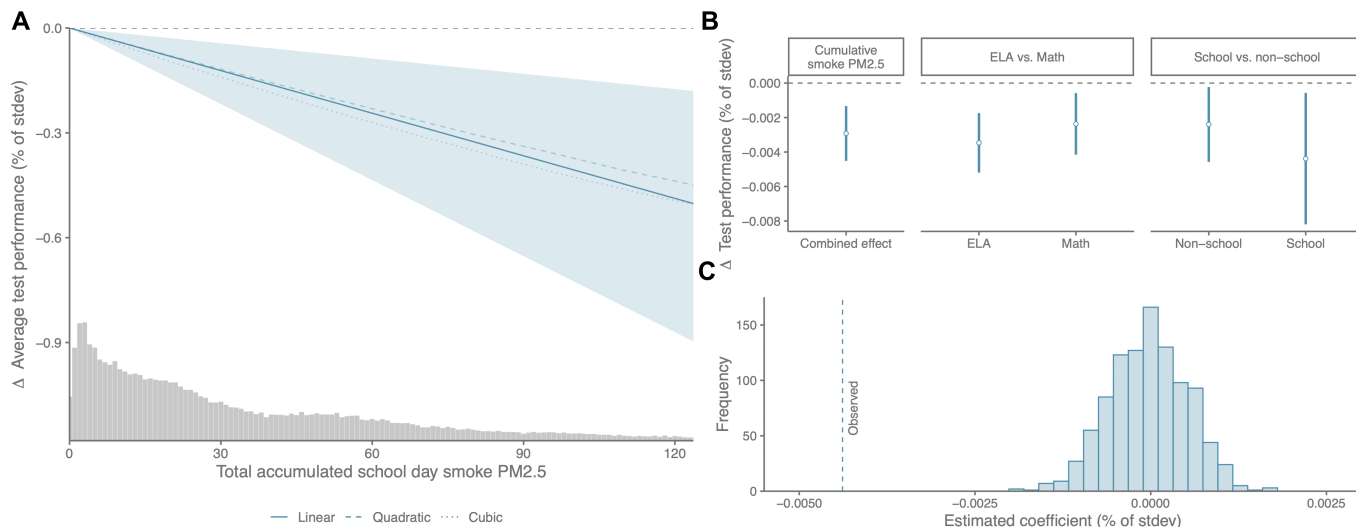 A
Δ Average test performance (% of stdev)
0.0
−0.3
−0.6
−0.9
0 30 60 90 120
Total accumulated school day smoke PM2.5
Linear Quadratic Cubic
B
Δ Test performance (% of stdev)
Cumulative
smoke PM2.5
ELA vs. Math
School vs. non−school
0.000
−0.002
−0.004
−0.006
−0.008
Combined effect ELA Math Non−school School
C
Frequency
150
100
50
0
Observed
−0.0050 −0.0025 0.0000 0.0025
Estimated coefficient (% of stdev)